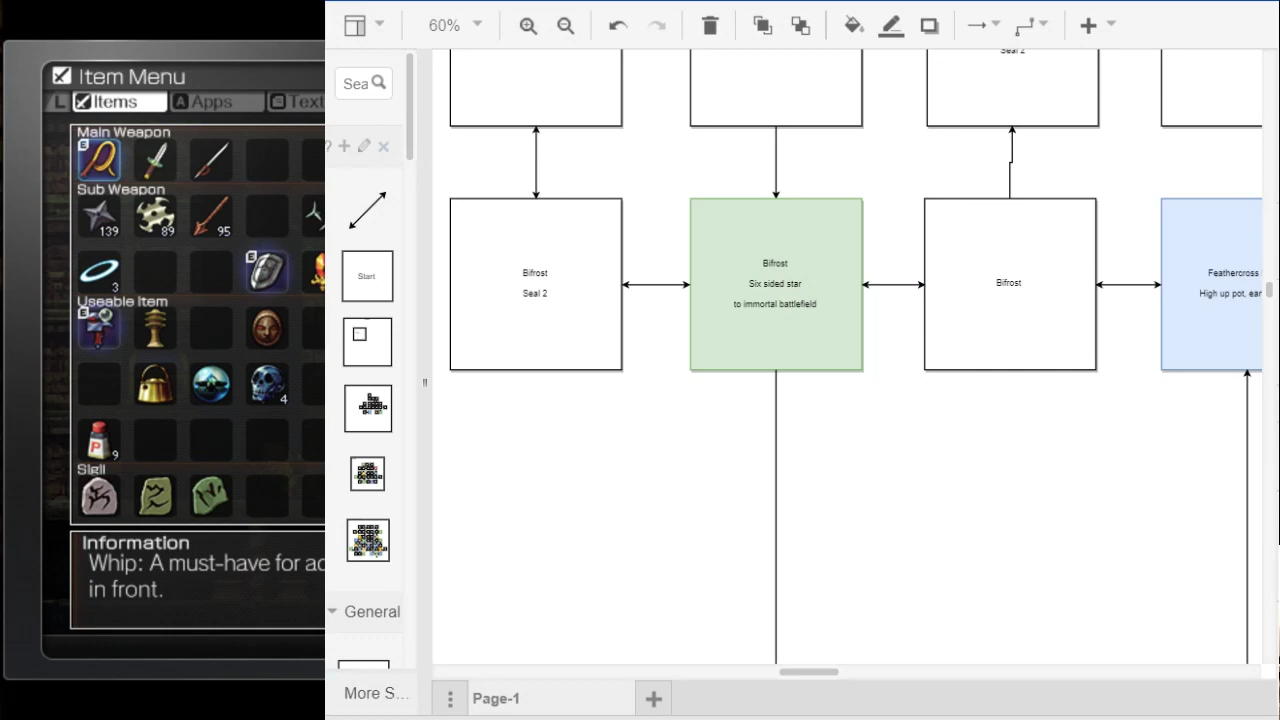 Item Menu
L
Items
A Apps
Text
Main Weapon
E
Sub Weapon
139
89
95
3
E
Useable Item
E
4
P
9
Sigil
Information
Whip: A must-have for ad
in front.
60%
Sea
?
Start
General
More S...
Seal 2
Bifrost
Seal 2
Bifrost
Six sided star
to immortal battlefield
Bifrost
Feathercross
High up pot, ear
Page-1